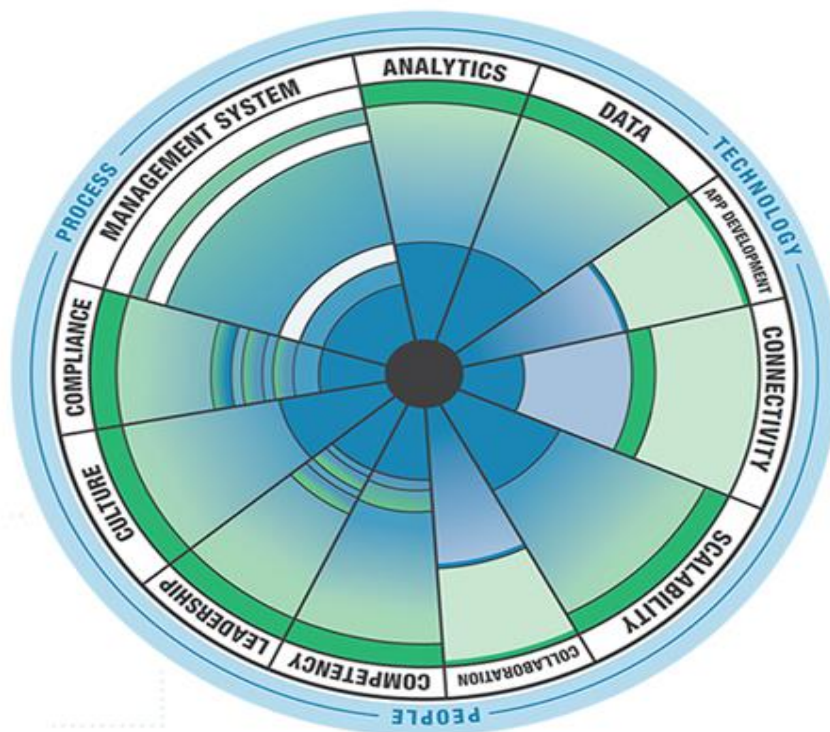 PROCESS
TECHNOLOGY
PEOPLE
MANAGEMENT SYSTEM
ANALYTICS
DATA
APP DEVELOPMENT
CONNECTIVITY
SCALABILITY
COLLABORATION
COMPETENCY
LEADERSHIP
CULTURE
COMPLIANCE